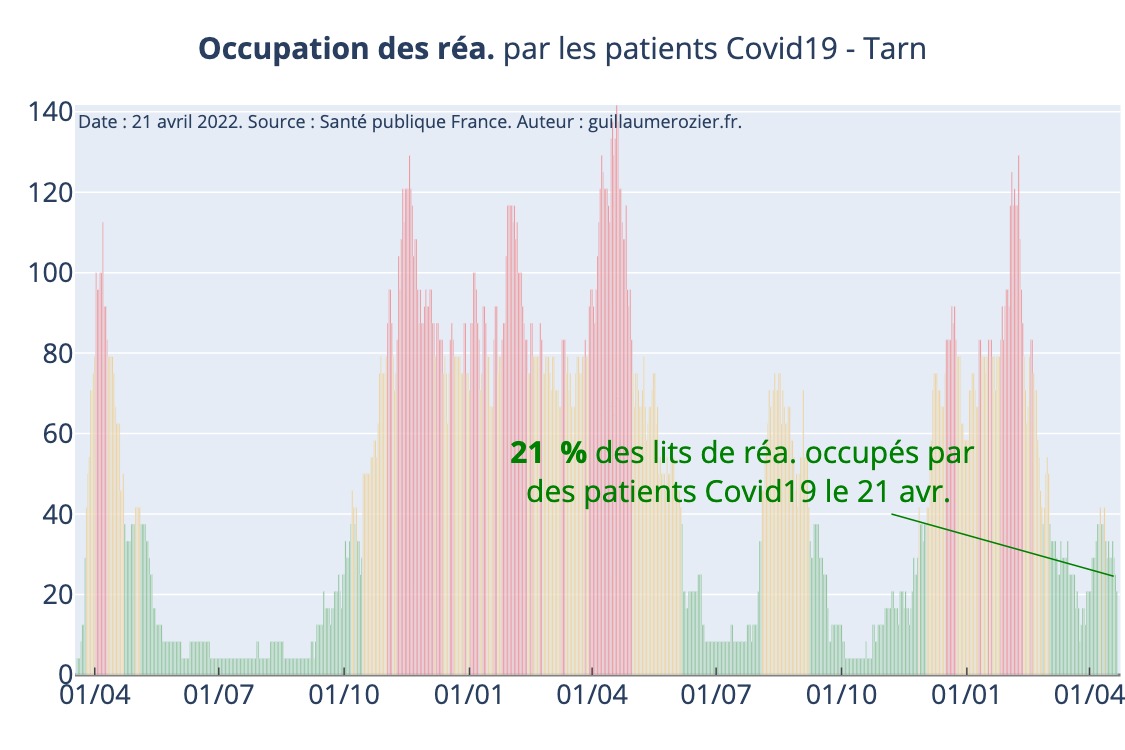 Occupation des réa. par les patients Covid19 - Tarn
140
Date : 21 avril 2022. Source : Santé publique France. Auteur : guillaumerozier.fr.
120
100
80
60
21 % des lits de réa. occupés par
des patients Covid19 le 21 avr.
40
20
0
01/04 01/07 01/10 01/01 01/04 01/07 01/10 01/01 01/04